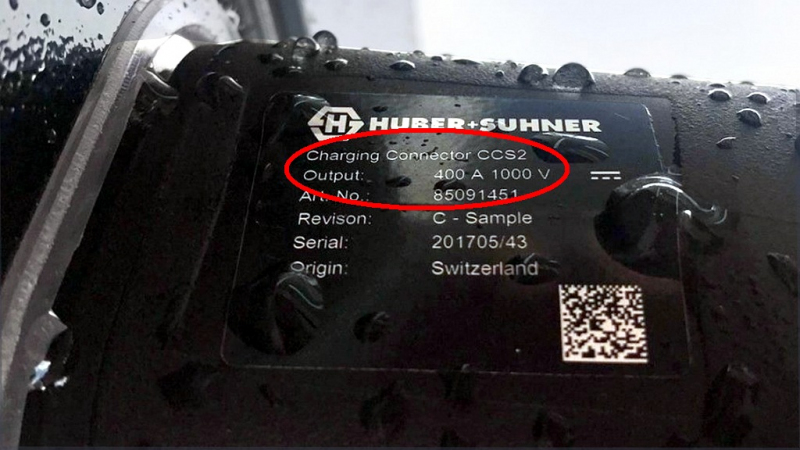 HUBER+SUHNER
Charging Connector CCS2
Output: 400 A 1000 V
Art. No.: 85091451
Revison: C - Sample
Serial: 201705/43
Origin: Switzerland